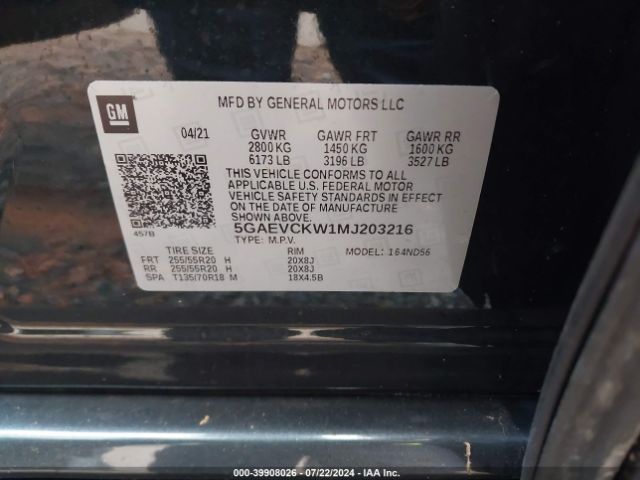 GM
MFD BY GENERAL MOTORS LLC
04/21 GVWR GAWR FRT GAWR RR
2800 KG 1450 KG 1600 KG
6173 LB 3196 LB 3527 LB
THIS VEHICLE CONFORMS TO ALL
APPLICABLE U.S. FEDERAL MOTOR
VEHICLE SAFETY STANDARDS IN EFFECT
ON THE DATE OF MANUFACTURE
SHOWN ABOVE.
457B 5GAEVCKW1MJ203216
TYPE: M.P.V. MODEL: 164ND56
TIRE SIZE RIM
FRT 255/55R20 H 20X8J
RR 255/55R20 H 20X8J
SPA T135/70R18 M 18X4.5B
000-39908026 - 07/22/2024 - IAA Inc.